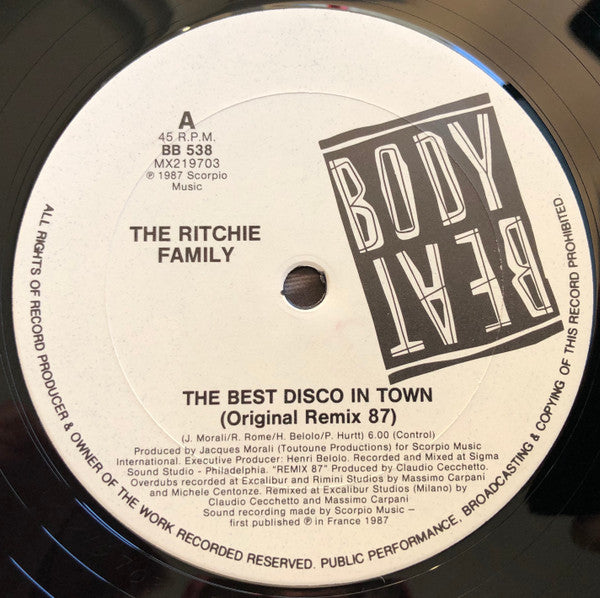 A
45 R.P.M.
BB 538
MX219703
℗ 1987 Scorpio
Music
THE RITCHIE
FAMILY
BODY
BEAT
THE BEST DISCO IN TOWN
(Original Remix 87)
(J. Morali/R. Rome/H. Belolo/P. Hurtt) 6.00 (Control)
Produced by Jacques Morali (Toutoune Productions) for Scorpio Music
International. Executive Producer: Henri Belolo. Recorded and Mixed at Sigma
Sound Studio - Philadelphia. "REMIX 87" Produced by Claudio Cecchetto.
Overdubs recorded at Excalibur and Rimini Studios by Massimo Carpani
and Michele Centonze. Remixed at Excalibur Studios (Milano) by
Claudio Cecchetto and Massimo Carpani
Sound recording made by Scorpio Music –
first published ℗ in France 1987
ALL RIGHTS OF RECORD PRODUCER & OWNER OF THE WORK RECORDED RESERVED. PUBLIC PERFORMANCE, BROADCASTING & COPYING OF THIS RECORD PROHIBITED.